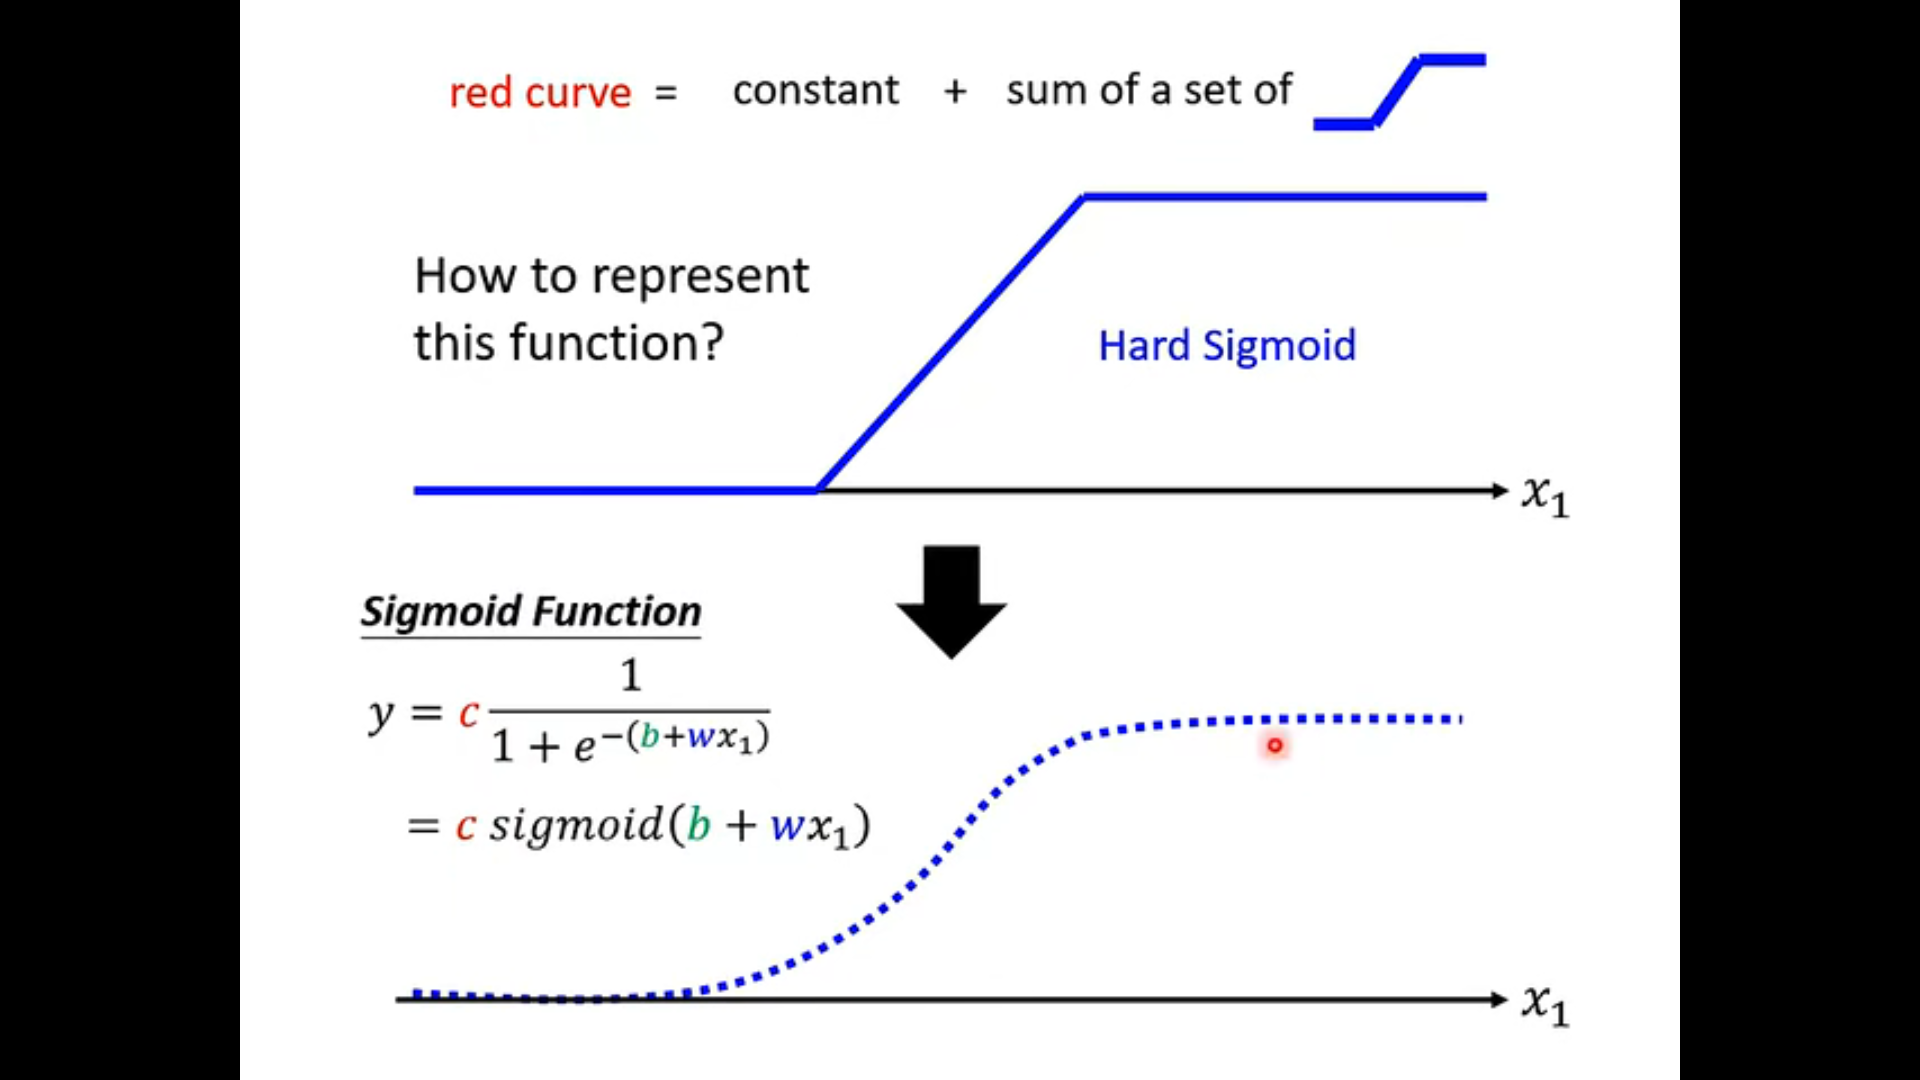 red curve = constant + sum of a set of
How to represent
this function?
Hard Sigmoid
x₁
Sigmoid Function
y = c 1 / (1 + e^−(b+wx₁))
= c sigmoid(b + wx₁)
x₁